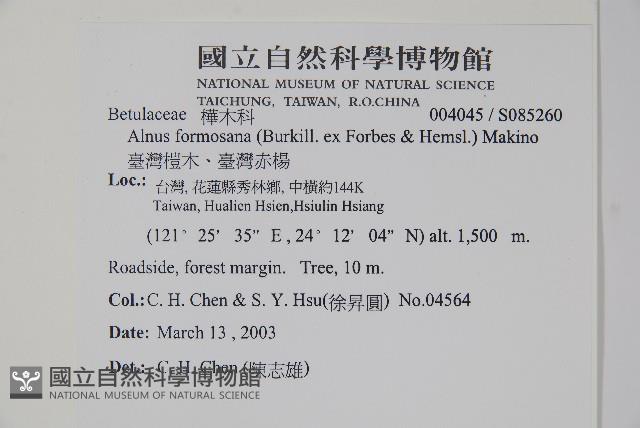 國立自然科學博物館
NATIONAL MUSEUM OF NATURAL SCIENCE
TAICHUNG, TAIWAN, R.O.CHINA
Betulaceae 樺木科 004045 / S085260
Alnus formosana (Burkill. ex Forbes & Hemsl.) Makino
臺灣榿木、臺灣赤楊
Loc.: 台灣, 花蓮縣秀林鄉, 中橫約144K
Taiwan, Hualien Hsien,Hsiulin Hsiang
(121° 25' 35" E , 24° 12' 04" N) alt. 1,500 m.
Roadside, forest margin. Tree, 10 m.
Col.: C. H. Chen & S. Y. Hsu(徐昇圓) No.04564
Date: March 13 , 2003
Det.: C. H. Chen (陳志雄)
國立自然科學博物館
NATIONAL MUSEUM OF NATURAL SCIENCE